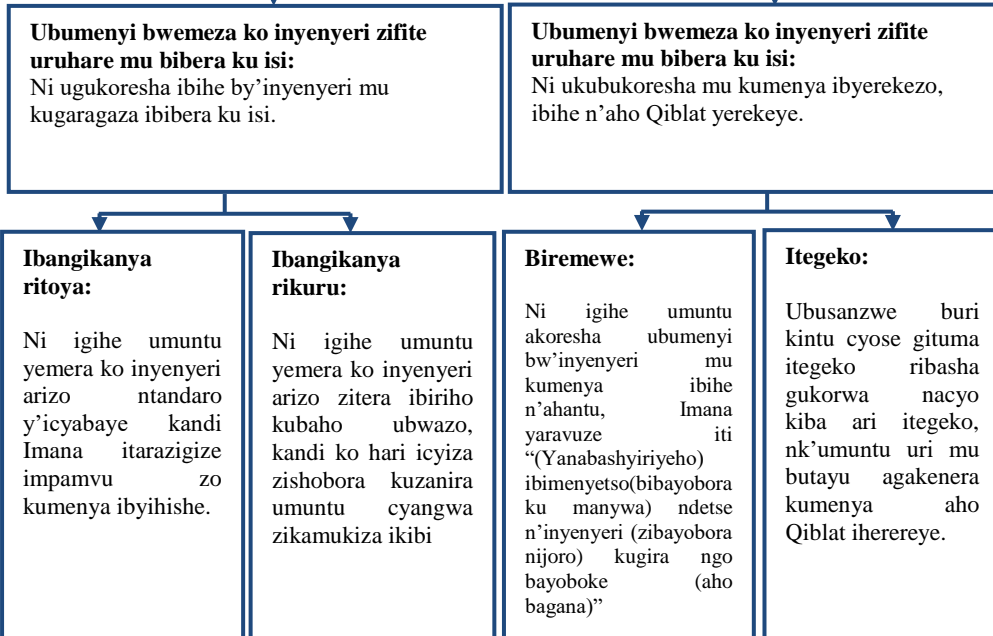 Ubumenyi bwemeza ko inyenyeri zifite
uruhare mu bibera ku isi:
Ni ugukoresha ibihe by’inyenyeri mu
kugaragaza ibibera ku isi.
Ubumenyi bwemeza ko inyenyeri zifite
uruhare mu bibera ku isi:
Ni ukubukoresha mu kumenya ibyerekezo,
ibihe n’aho Qiblat yerekeye.
Ibangikanya
ritoya:
Ni igihe umuntu
yemera ko inyenyeri
arizo ntandaro
y’icyabaye kandi
Imana itarazigize
impamvu zo
kumenya ibyihishe.
Ibangikanya
rikuru:
Ni igihe umuntu
yemera ko inyenyeri
arizo zitera ibiriho
kubaho ubwazo,
kandi ko hari icyiza
zishobora kuzanira
umuntu cyangwa
zikamukiza ikibi
Biremewe:
Ni igihe umuntu
akoresha ubumenyi
bw’inyenyeri mu
kumenya ibihe
n’ahantu, Imana
yaravuze iti
“(Yanabashyiriyeho)
ibimenyetso(bibayobora
ku manywa) ndetse
n’inyenyeri (zibayobora
nijoro) kugira ngo
bayoboke (aho
bagana)”
Itegeko:
Ubusanzwe buri
kintu cyose gituma
itegeko ribasha
gukorwa nacyo
kiba ari itegeko,
nk’umuntu uri mu
butayu agakenera
kumenya aho
Qiblat iherereye.